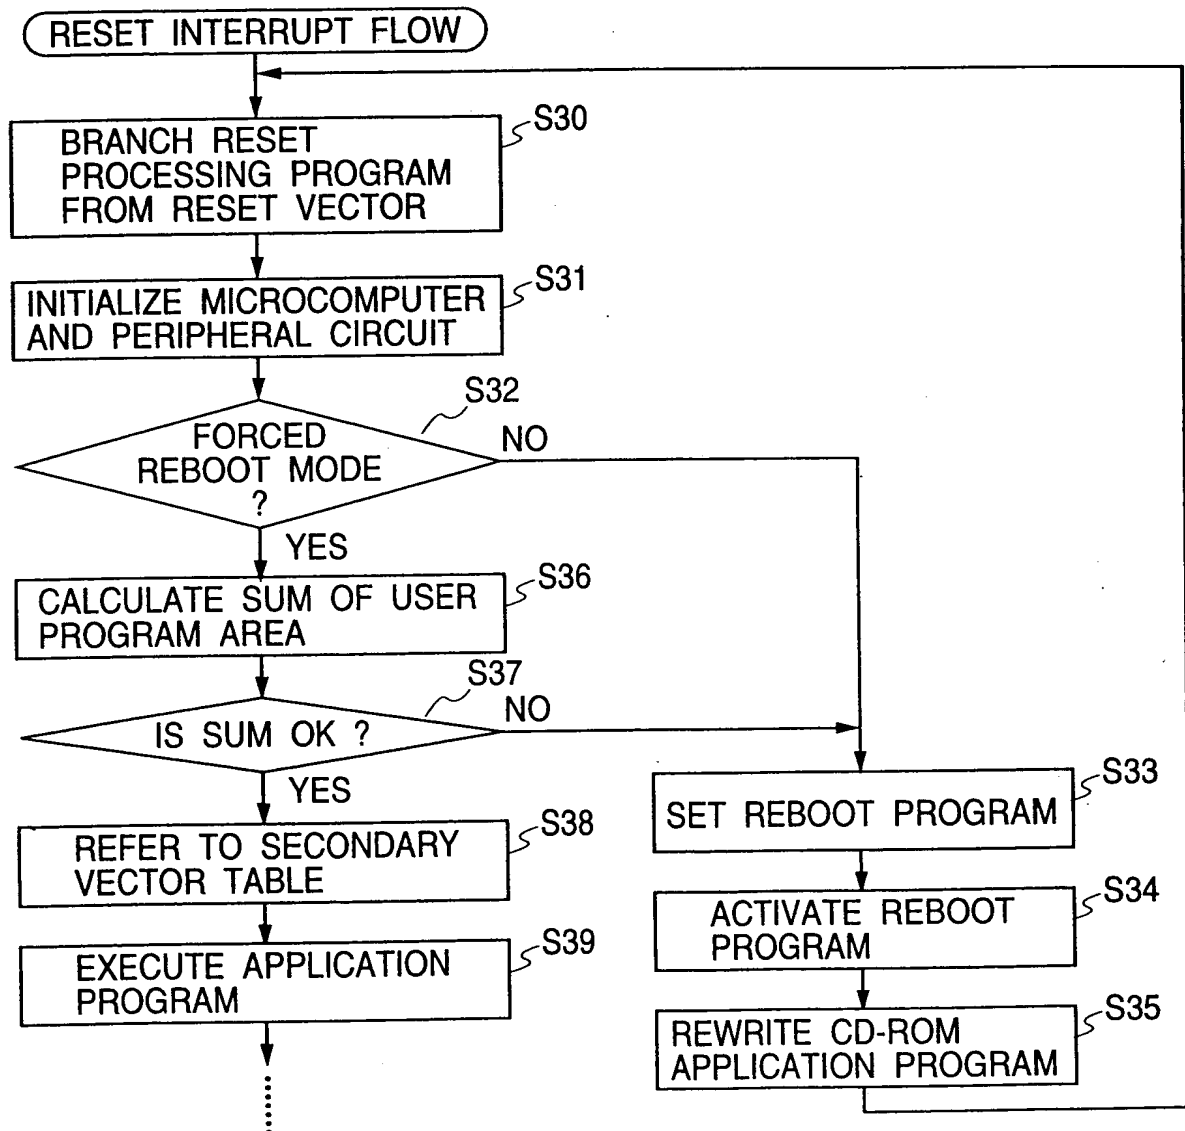 RESET INTERRUPT FLOW
S30
BRANCH RESET
PROCESSING PROGRAM
FROM RESET VECTOR
S31
INITIALIZE MICROCOMPUTER
AND PERIPHERAL CIRCUIT
S32
FORCED
REBOOT MODE
?
NO
YES
S36
CALCULATE SUM OF USER
PROGRAM AREA
S37
IS SUM OK ?
NO
YES
S38
REFER TO SECONDARY
VECTOR TABLE
S39
EXECUTE APPLICATION
PROGRAM
S33
SET REBOOT PROGRAM
S34
ACTIVATE REBOOT
PROGRAM
S35
REWRITE CD-ROM
APPLICATION PROGRAM